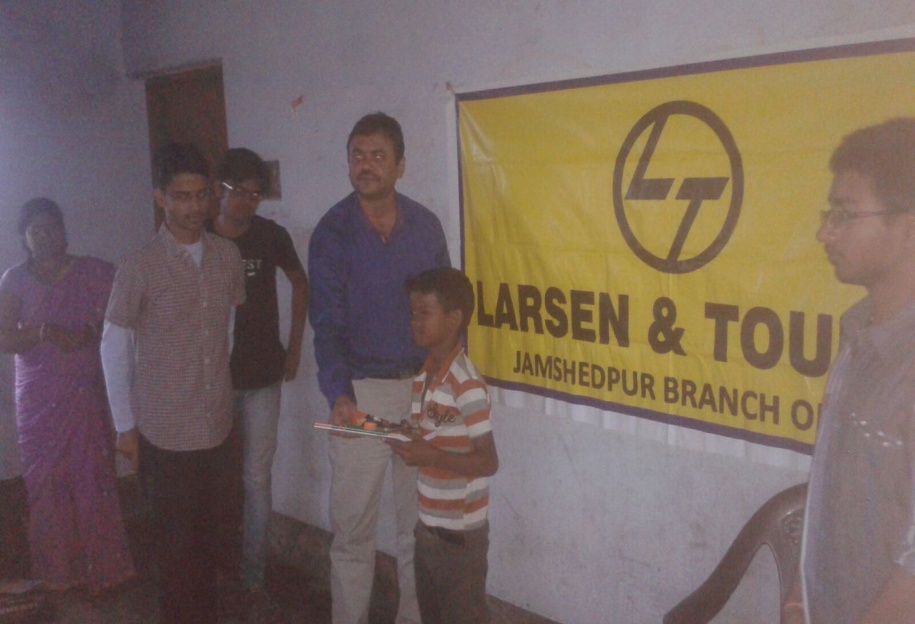 LT
LARSEN & TOU
JAMSHEDPUR BRANCH O